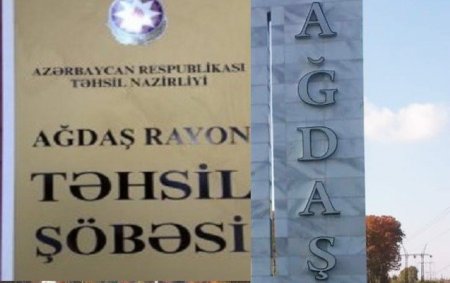 AZƏRBAYCAN RESPUBLİKASI
TƏHSİL NAZİRLİYİ
AĞDAŞ RAYON
TƏHSİL
ŞÖBƏSİ
AĞDAŞ